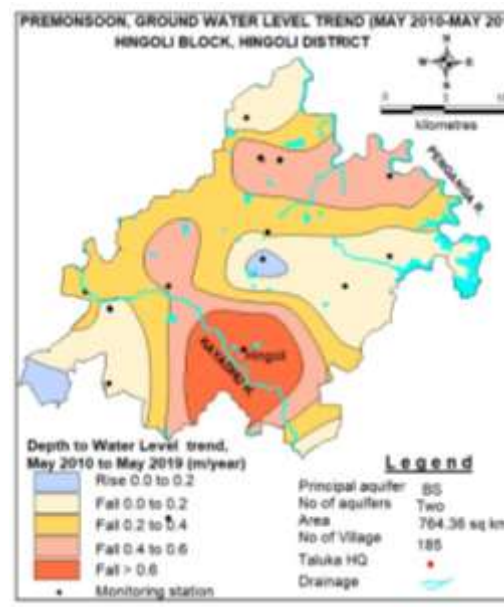 PREMONSOON, GROUND WATER LEVEL TREND (MAY 2010-MAY 201
HINGOLI BLOCK, HINGOLI DISTRICT
N
W
E
S
0
kilometres
PENGANGA R.
KAYADHU R.
Hingoli
Depth to Water Level trend,
May 2010 to May 2019 (m/year)
Rise 0.0 to 0.2
Fall 0.0 to 0.2
Fall 0.2 to 0.4
Fall 0.4 to 0.6
Fall > 0.6
Monitoring station
Legend
Principal aquifer BS
No of aquifers Two
Area 764.36 sq km
No of Village 185
Taluka HQ
Drainage